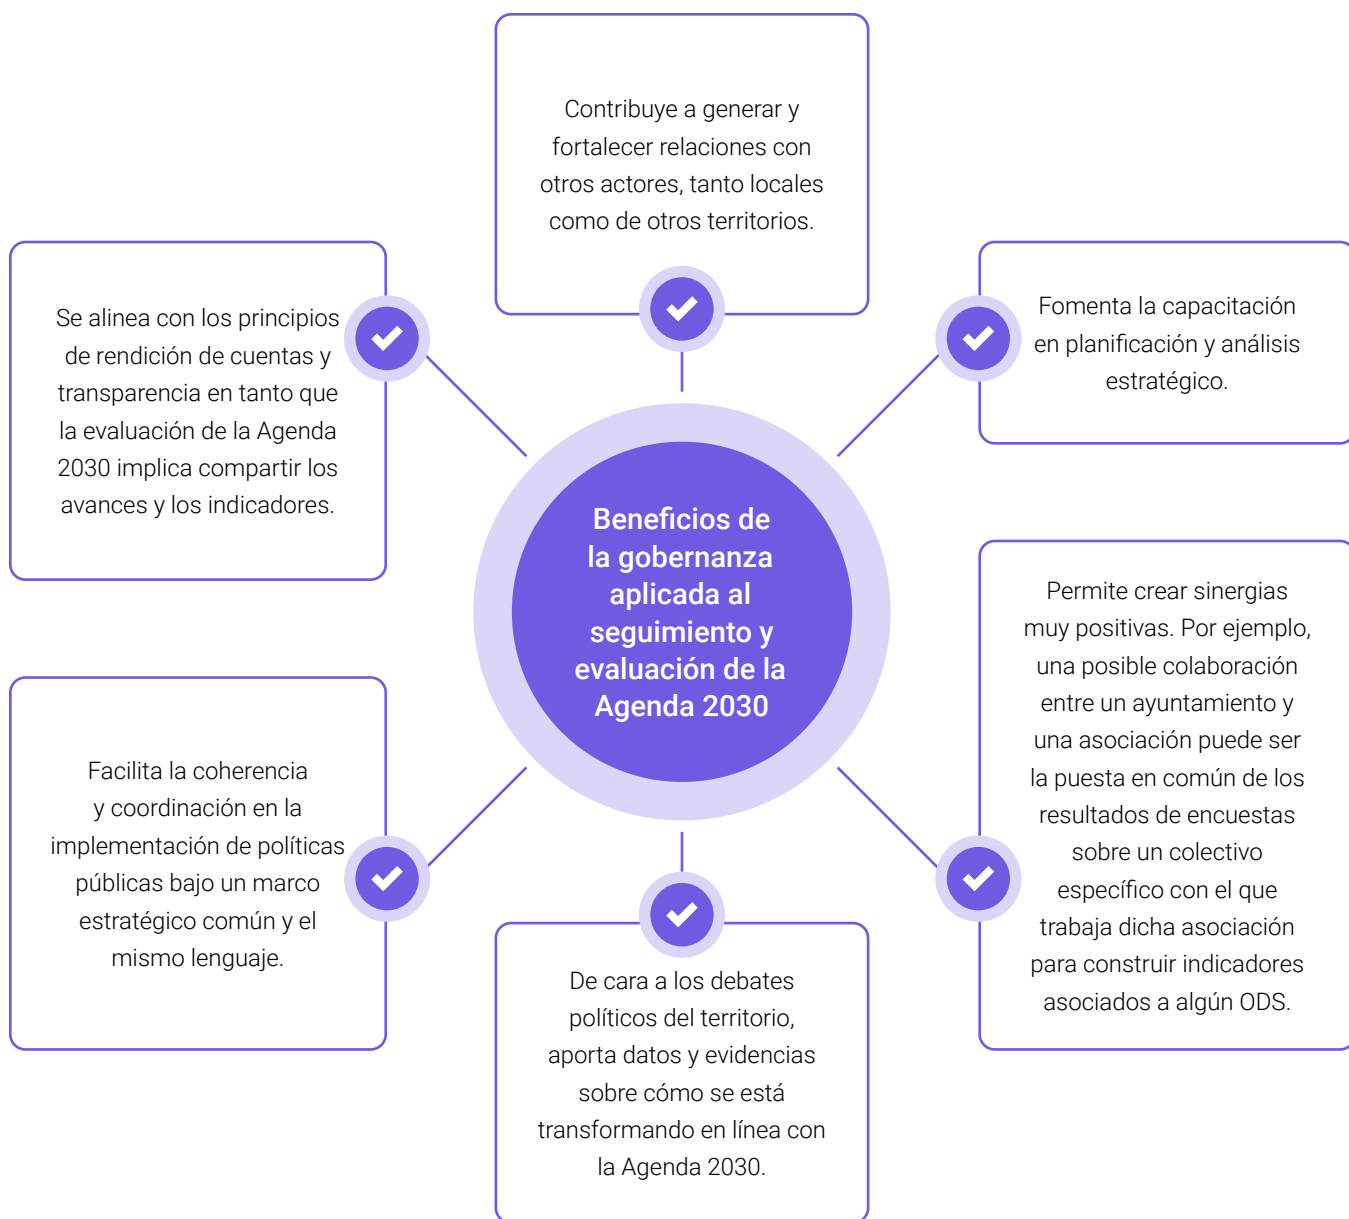 Contribuye a generar y
fortalecer relaciones con
otros actores, tanto locales
como de otros territorios.
Se alinea con los principios
de rendición de cuentas y
transparencia en tanto que
la evaluación de la Agenda
2030 implica compartir los
avances y los indicadores.
Fomenta la capacitación
en planificación y análisis
estratégico.
Beneficios de
la gobernanza
aplicada al
seguimiento y
evaluación de la
Agenda 2030
Facilita la coherencia
y coordinación en la
implementación de políticas
públicas bajo un marco
estratégico común y el
mismo lenguaje.
Permite crear sinergias
muy positivas. Por ejemplo,
una posible colaboración
entre un ayuntamiento y
una asociación puede ser
la puesta en común de los
resultados de encuestas
sobre un colectivo
específico con el que
trabaja dicha asociación
para construir indicadores
asociados a algún ODS.
De cara a los debates
políticos del territorio,
aporta datos y evidencias
sobre cómo se está
transformando en línea con
la Agenda 2030.